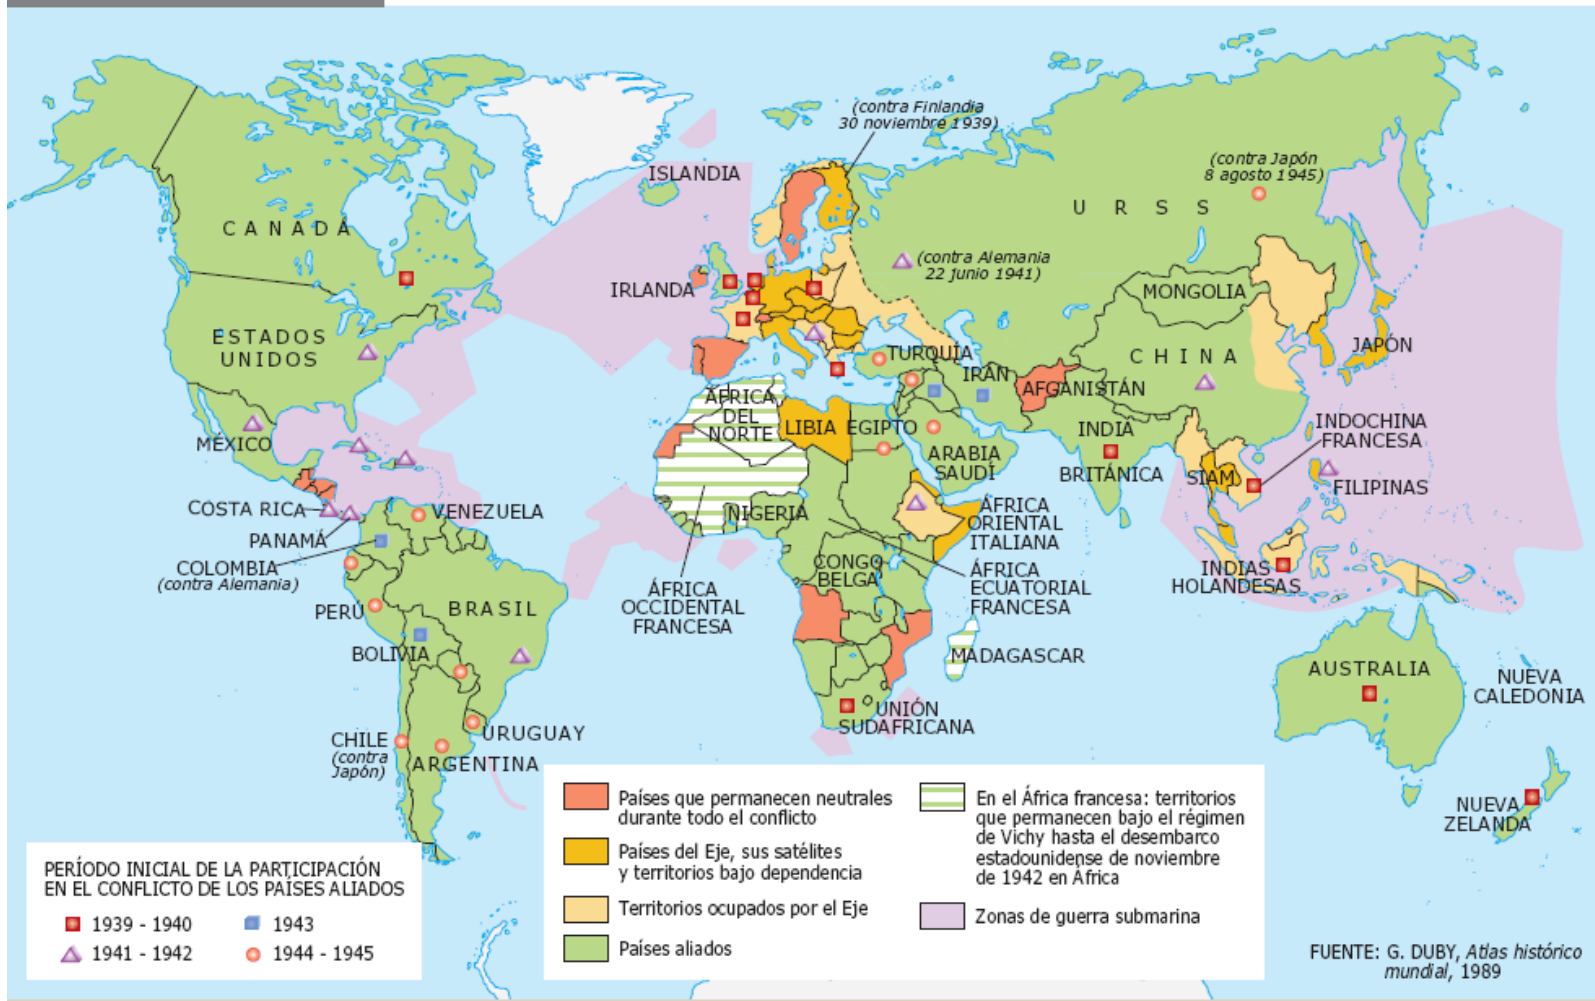 (contra Finlandia
30 noviembre 1939)
ISLANDIA
(contra Japón
8 agosto 1945)
CANADÁ
URSS
(contra Alemania
22 junio 1941)
IRLANDA
MONGOLIA
ESTADOS
UNIDOS
TURQUÍA
CHINA
JAPÓN
IRÁN
AFGANISTÁN
ÁFRICA
DEL
NORTE
LIBIA
EGIPTO
MÉXICO
INDIA
BRITÁNICA
INDOCHINA
FRANCESA
ARABIA
SAUDÍ
SIAM
FILIPINAS
COSTA RICA
VENEZUELA
NIGERIA
ÁFRICA
ORIENTAL
ITALIANA
PANAMÁ
COLOMBIA
(contra Alemania)
CONGO
BELGA
ÁFRICA
ECUATORIAL
FRANCESA
INDIAS
HOLANDESAS
ÁFRICA
OCCIDENTAL
FRANCESA
PERÚ
BRASIL
BOLIVIA
MADAGASCAR
AUSTRALIA
NUEVA
CALEDONIA
UNIÓN
SUDAFRICANA
URUGUAY
CHILE
(contra
Japón)
ARGENTINA
NUEVA
ZELANDA
Países que permanecen neutrales
durante todo el conflicto
Países del Eje, sus satélites
y territorios bajo dependencia
Territorios ocupados por el Eje
Países aliados
En el África francesa: territorios
que permanecen bajo el régimen
de Vichy hasta el desembarco
estadounidense de noviembre
de 1942 en África
Zonas de guerra submarina
PERÍODO INICIAL DE LA PARTICIPACIÓN
EN EL CONFLICTO DE LOS PAÍSES ALIADOS
1939 - 1940
1943
1941 - 1942
1944 - 1945
FUENTE: G. DUBY, Atlas histórico
mundial, 1989